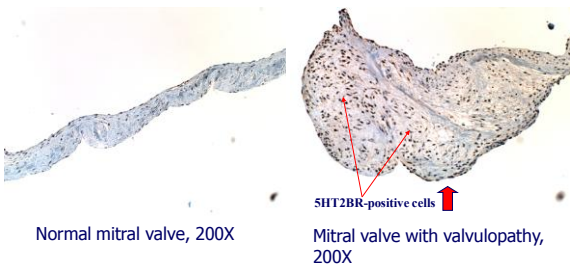 5HT2BR-positive cells
Normal mitral valve, 200X
Mitral valve with valvulopathy,
200X